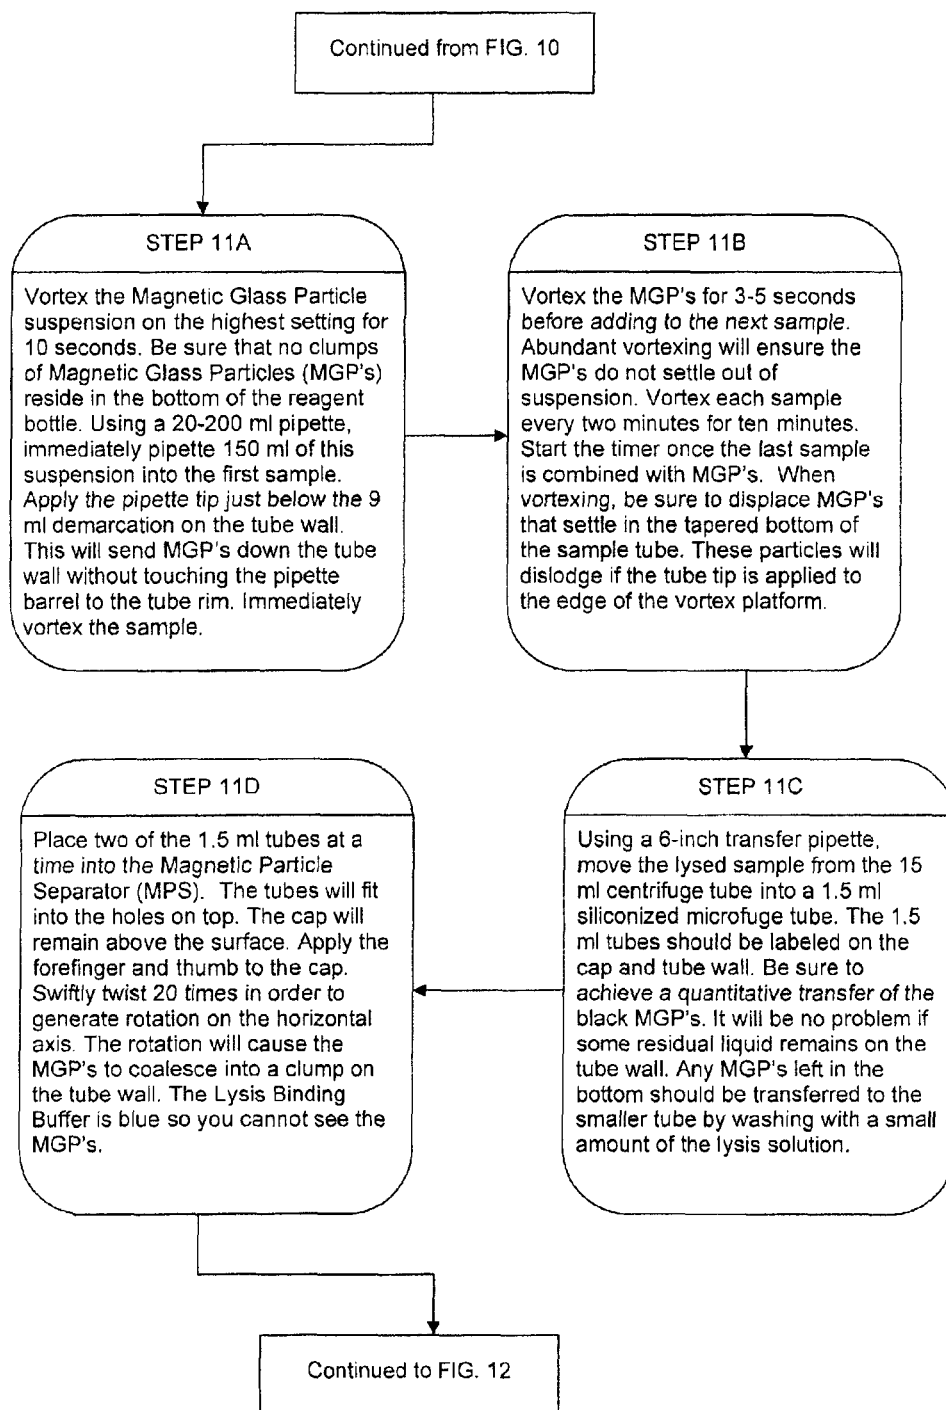 Continued from FIG. 10
STEP 11A
Vortex the Magnetic Glass Particle
suspension on the highest setting for
10 seconds. Be sure that no clumps
of Magnetic Glass Particles (MGP's)
reside in the bottom of the reagent
bottle. Using a 20-200 ml pipette,
immediately pipette 150 ml of this
suspension into the first sample.
Apply the pipette tip just below the 9
ml demarcation on the tube wall.
This will send MGP's down the tube
wall without touching the pipette
barrel to the tube rim. Immediately
vortex the sample.
STEP 11B
Vortex the MGP's for 3-5 seconds
before adding to the next sample.
Abundant vortexing will ensure the
MGP's do not settle out of
suspension. Vortex each sample
every two minutes for ten minutes.
Start the timer once the last sample
is combined with MGP's. When
vortexing, be sure to displace MGP's
that settle in the tapered bottom of
the sample tube. These particles will
dislodge if the tube tip is applied to
the edge of the vortex platform.
STEP 11C
Using a 6-inch transfer pipette,
move the lysed sample from the 15
ml centrifuge tube into a 1.5 ml
siliconized microfuge tube. The 1.5
ml tubes should be labeled on the
cap and tube wall. Be sure to
achieve a quantitative transfer of the
black MGP's. It will be no problem if
some residual liquid remains on the
tube wall. Any MGP's left in the
bottom should be transferred to the
smaller tube by washing with a small
amount of the lysis solution.
STEP 11D
Place two of the 1.5 ml tubes at a
time into the Magnetic Particle
Separator (MPS). The tubes will fit
into the holes on top. The cap will
remain above the surface. Apply the
forefinger and thumb to the cap.
Swiftly twist 20 times in order to
generate rotation on the horizontal
axis. The rotation will cause the
MGP's to coalesce into a clump on
the tube wall. The Lysis Binding
Buffer is blue so you cannot see the
MGP's.
Continued to FIG. 12